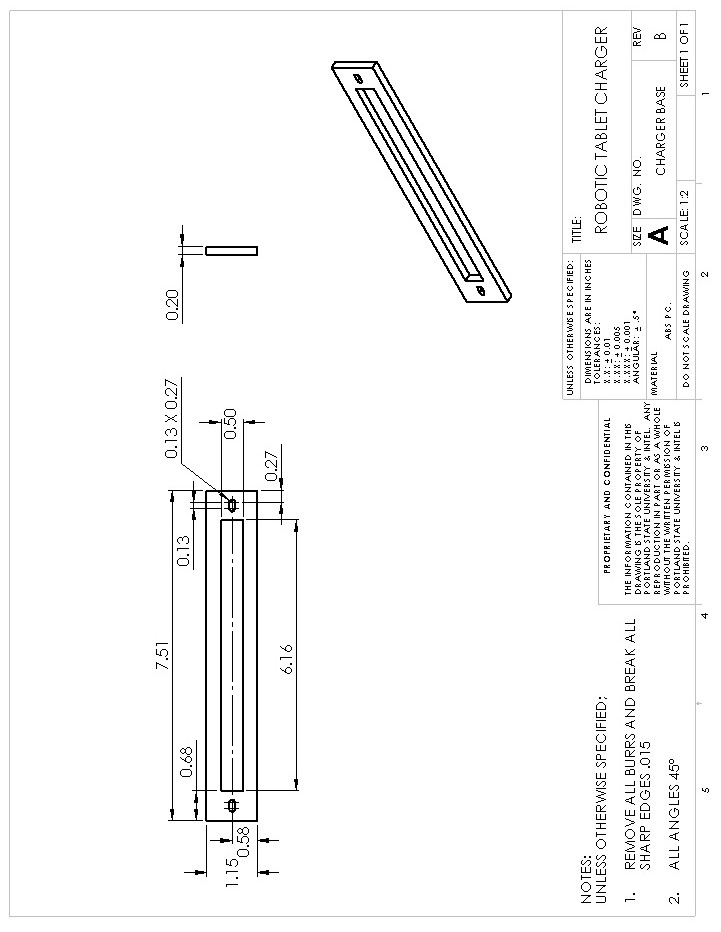 0.20
0.13 X 0.27
0.50
0.27
0.13
7.51
6.16
0.68
0.58
1.15
NOTES:
UNLESS OTHERWISE SPECIFIED;
1. REMOVE ALL BURRS AND BREAK ALL
SHARP EDGES .015
2. ALL ANGLES 45°
PROPRIETARY AND CONFIDENTIAL
THE INFORMATION CONTAINED IN THIS
DRAWING IS THE SOLE PROPERTY OF
PORTLAND STATE UNIVERSITY & INTEL. ANY
REPRODUCTION IN PART OR AS A WHOLE
WITHOUT THE WRITTEN PERMISSION OF
PORTLAND STATE UNIVERSITY & INTEL IS
PROHIBITED.
UNLESS OTHERWISE SPECIFIED:
DIMENSIONS ARE IN INCHES
TOLERANCES:
X.X: ± 0.01
X.XX: ± 0.005
X.XXX: ± 0.001
ANGULAR: ± .5°
MATERIAL
ABS P.C.
DO NOT SCALE DRAWING
TITLE:
ROBOTIC TABLET CHARGER
SIZE DWG. NO. REV
A CHARGER BASE B
SCALE: 1:2 SHEET 1 OF 1
5 4 3 2 1